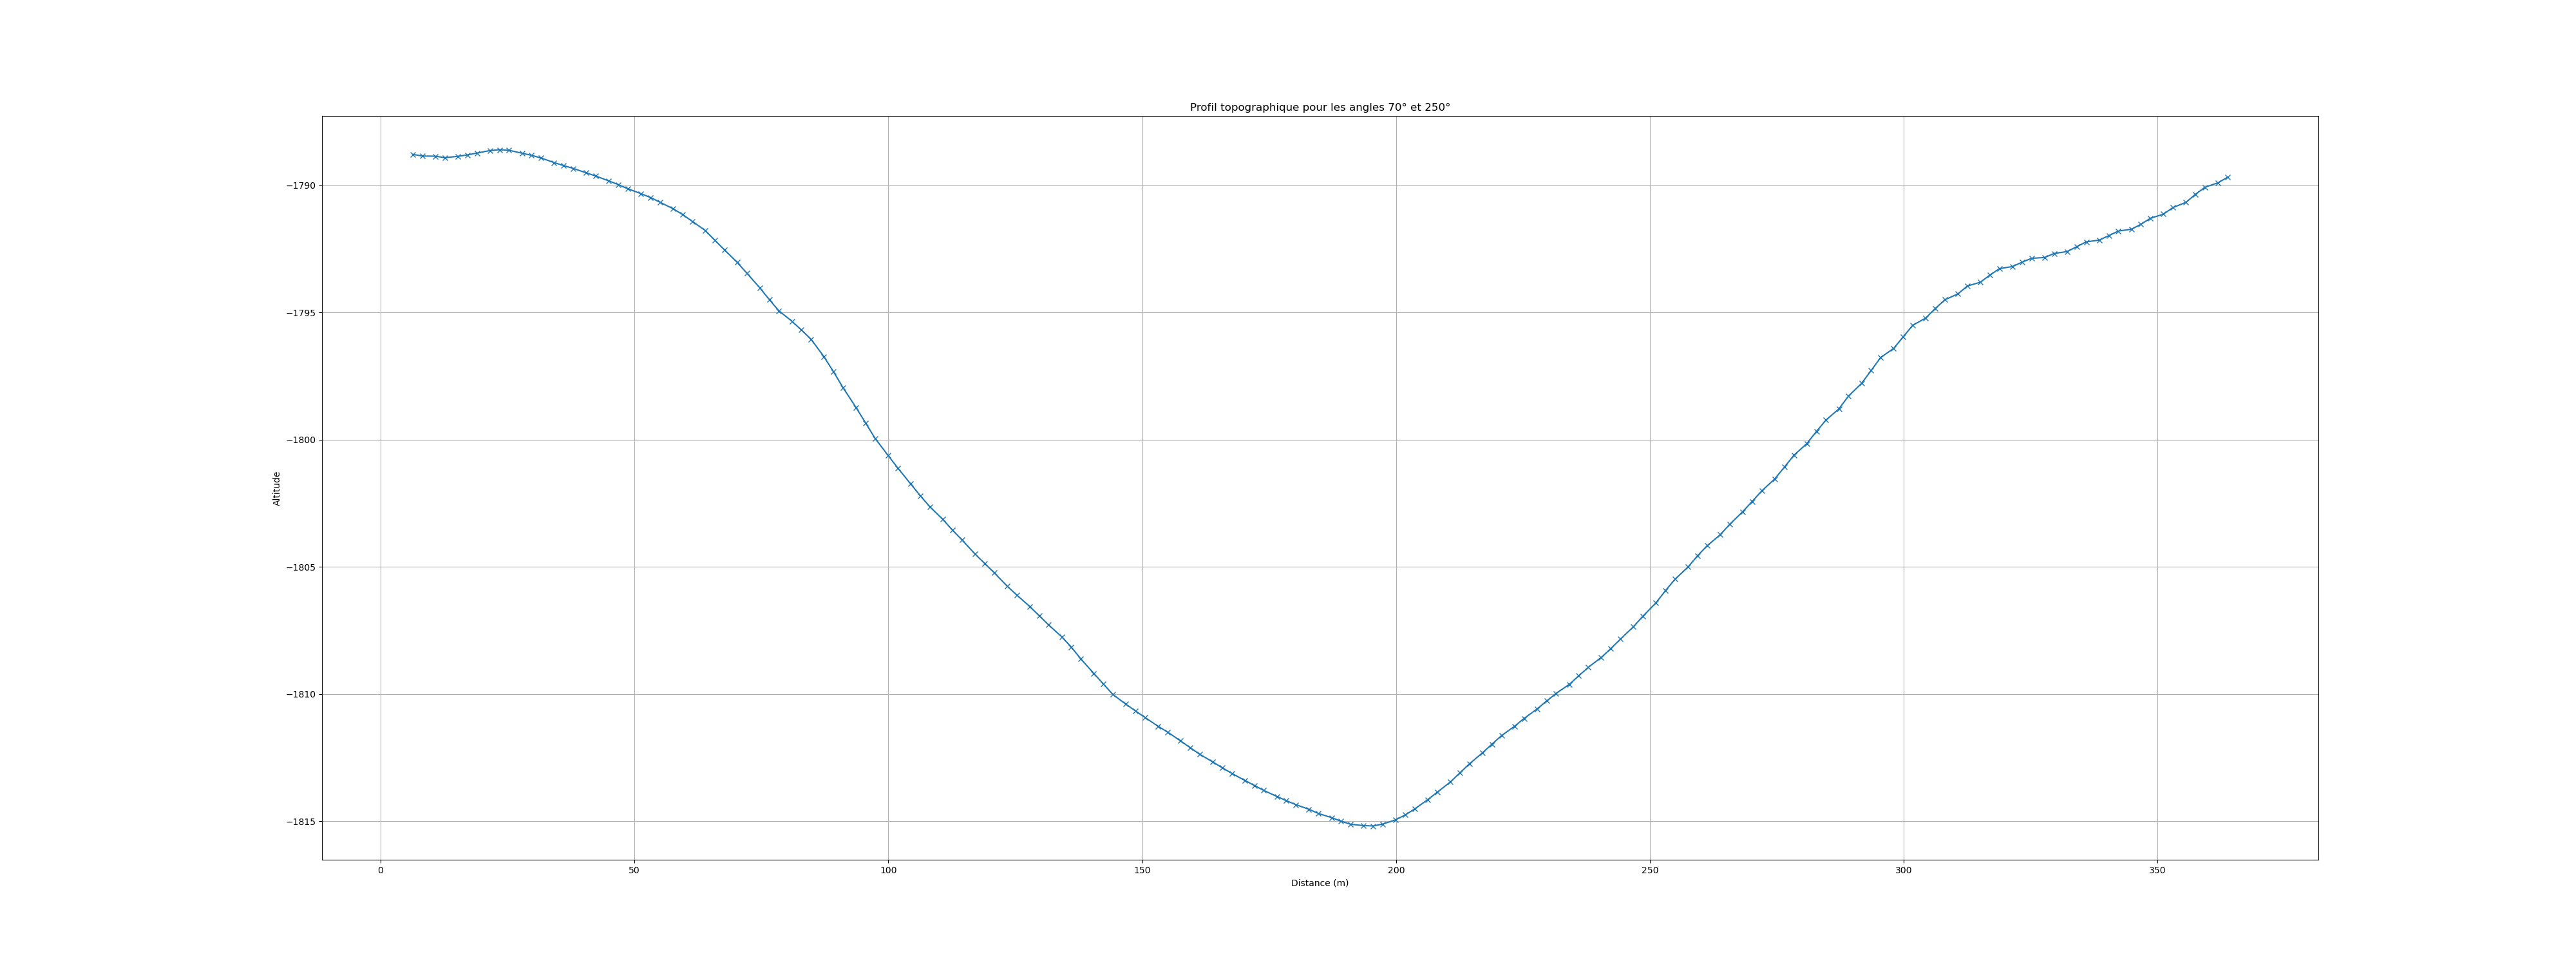 Profil topographique pour les angles 70° et 250°
Altitude
−1790
−1795
−1800
−1805
−1810
−1815
0 50 100 150 200 250 300 350
Distance (m)